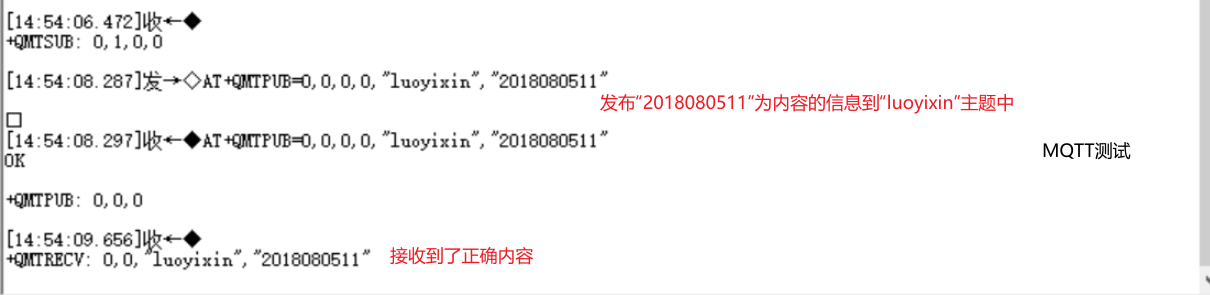 [14:54:06.472]收←◆
+QMTSUB: 0,1,0,0
[14:54:08.287]发→◇AT+QMTPUB=0,0,0,0,"luoyixin","2018080511"
发布“2018080511”为内容的信息到“luoyixin”主题中
□
[14:54:08.297]收←◆AT+QMTPUB=0,0,0,0,"luoyixin","2018080511"
MQTT测试
OK
+QMTPUB: 0,0,0
[14:54:09.656]收←◆
+QMTRECV: 0,0,"luoyixin","2018080511"
接收到了正确内容